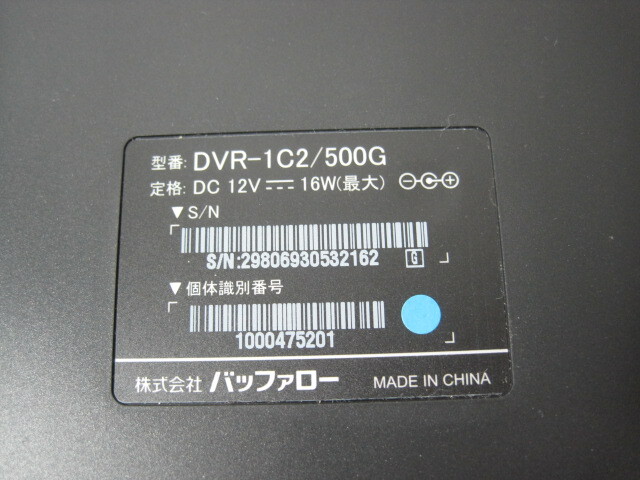 型番: DVR-1C2/500G
定格: DC 12V 16W(最大)
▼S/N
S/N:29806930532162 G
▼個体識別番号
1000475201
株式会社 バッファロー MADE IN CHINA